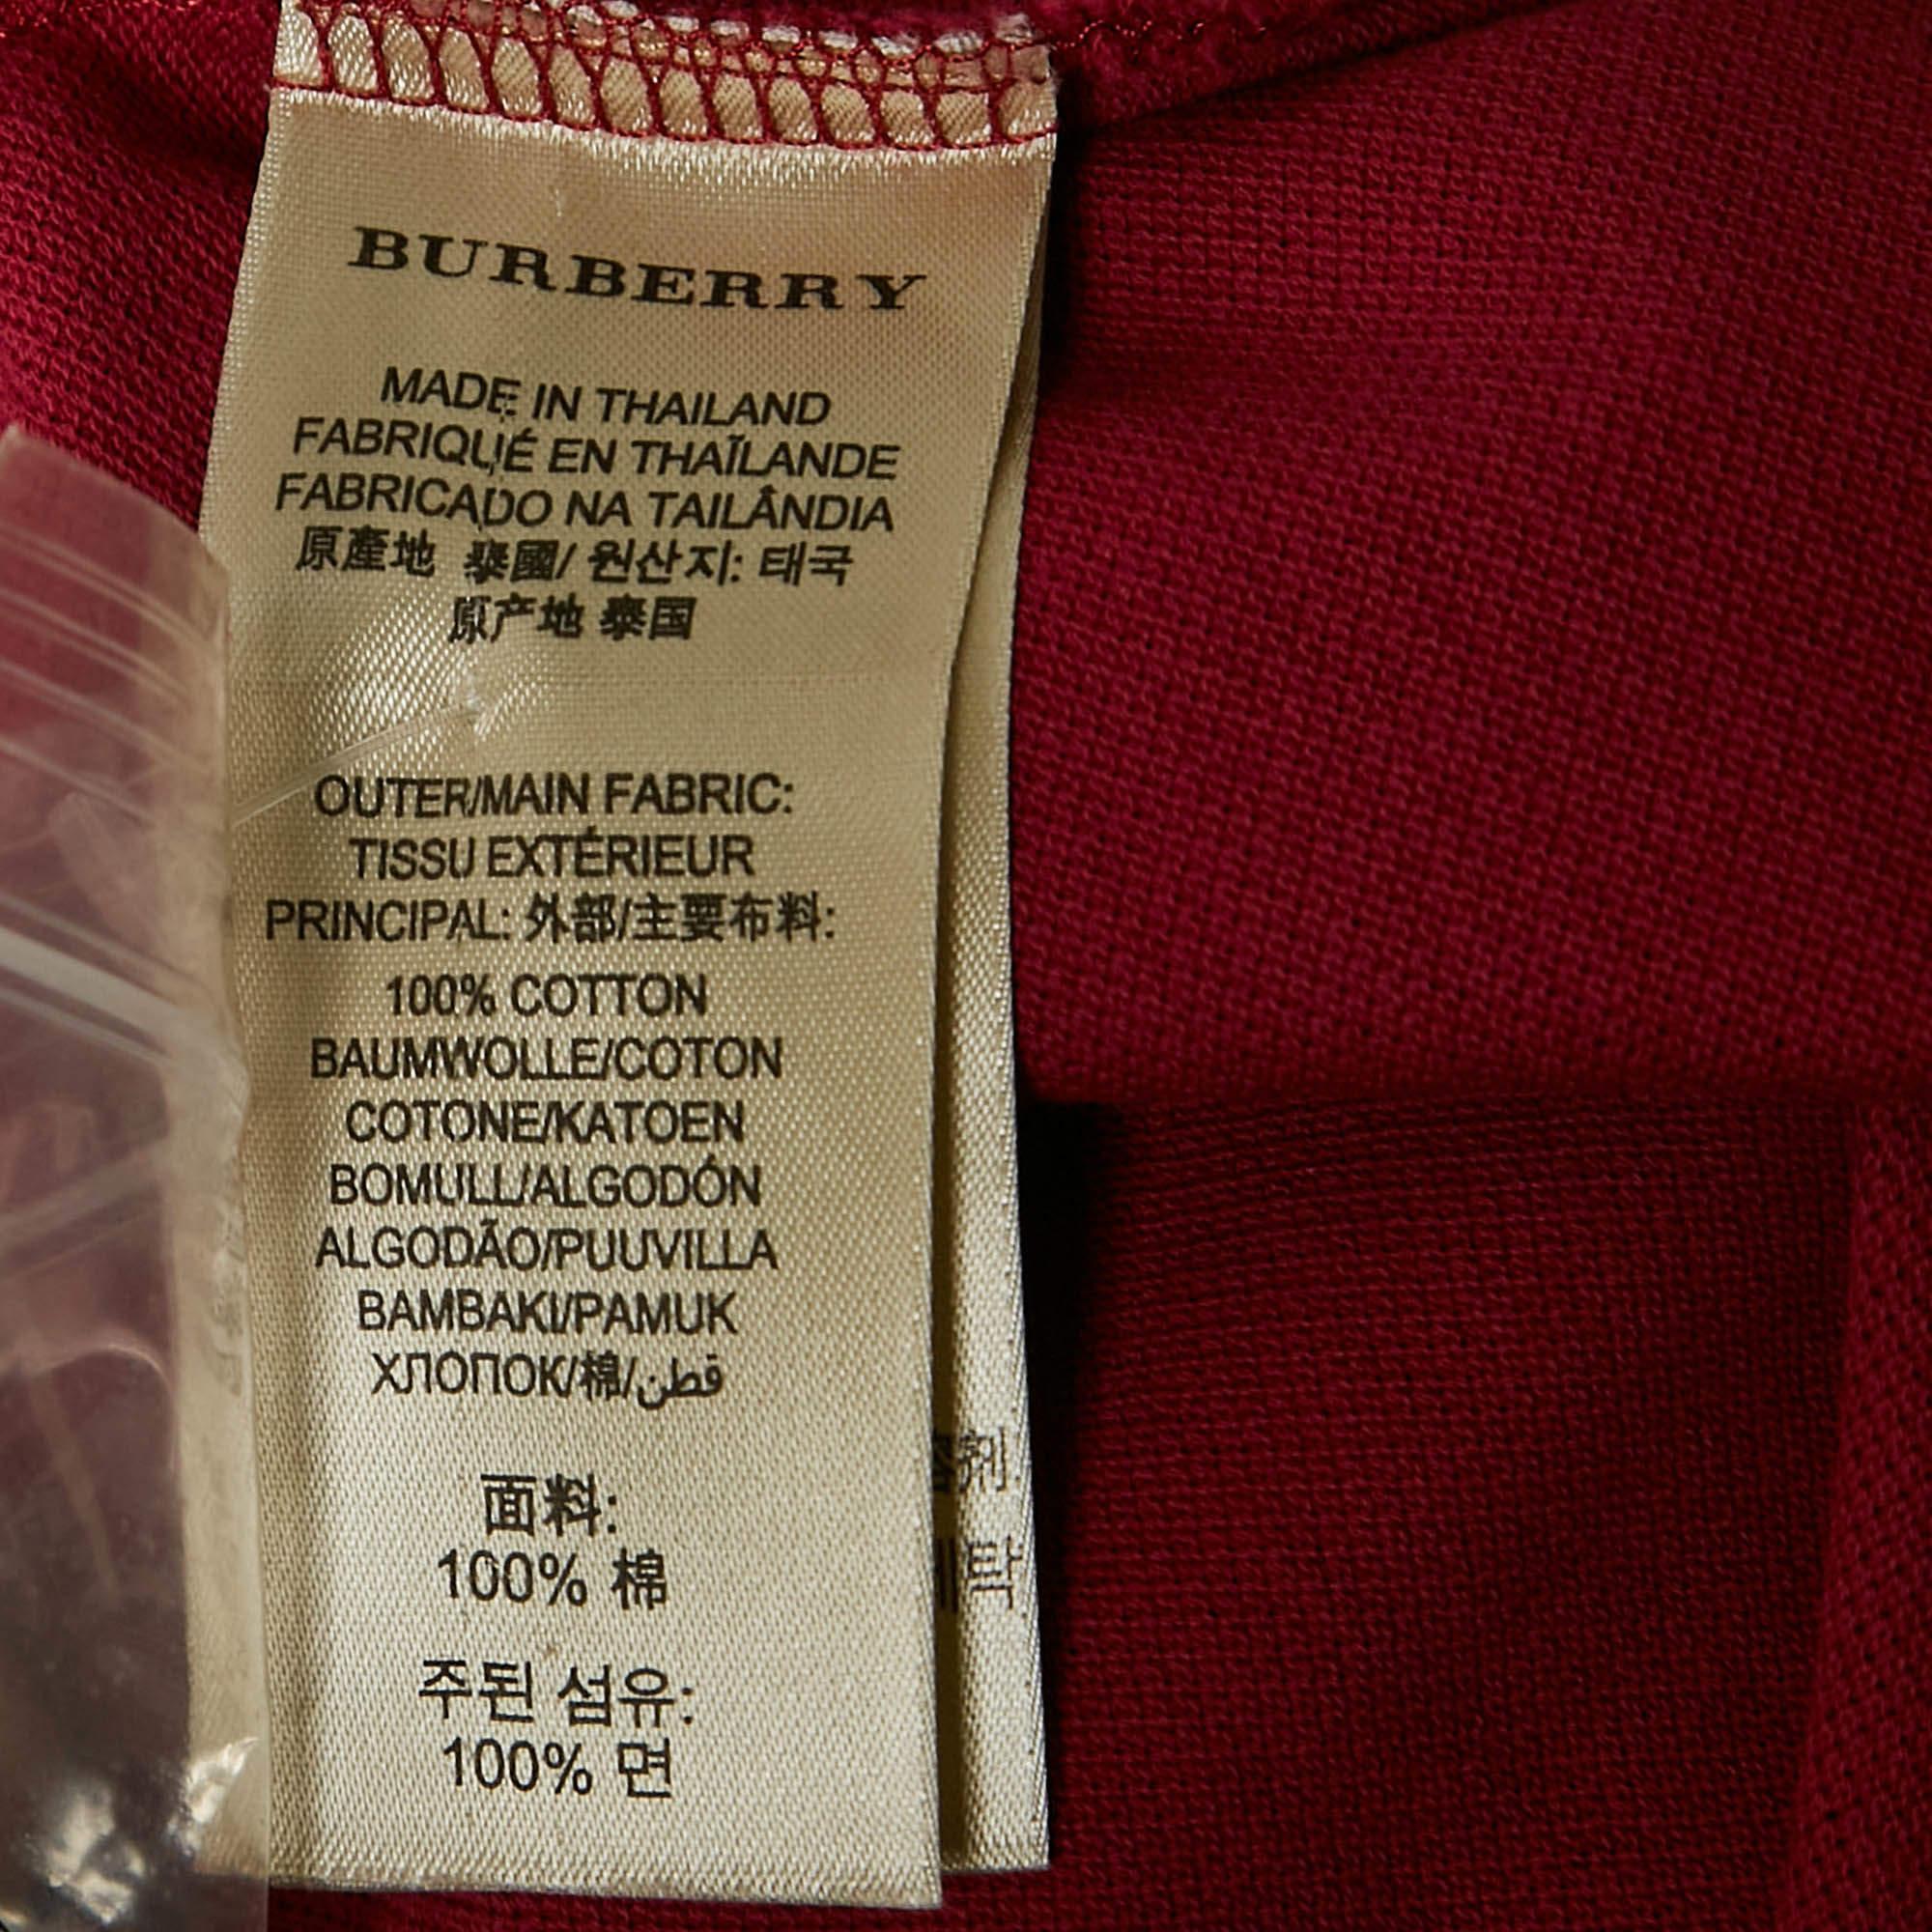 BURBERRY
MADE IN THAILAND
FABRIQUÉ EN THAÏLANDE
FABRICADO NA TAILÂNDIA
原產地 泰國/ 원산지: 태국
原产地 泰国
OUTER/MAIN FABRIC:
TISSU EXTÉRIEUR
PRINCIPAL: 外部/主要布料:
100% COTTON
BAUMWOLLE/COTON
COTONE/KATOEN
BOMULL/ALGODÓN
ALGODÃO/PUUVILLA
BAMBAKI/PAMUK
ХЛОПОК/棉/قطن
面料:
100% 棉
주된 섬유:
100% 면